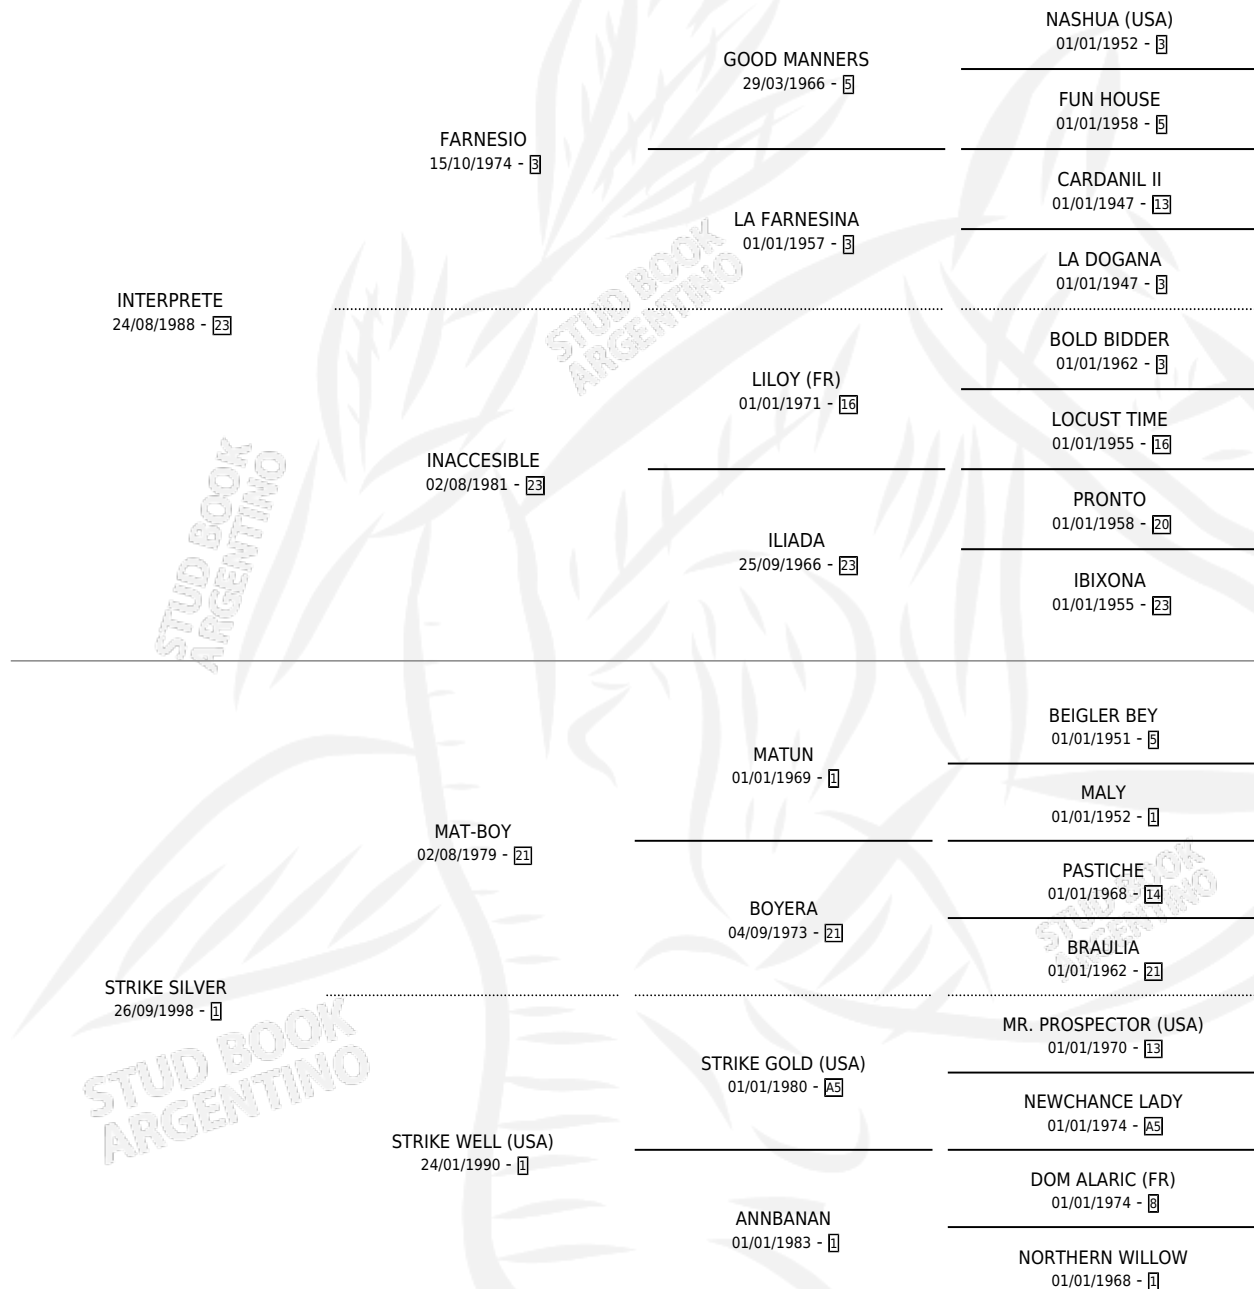 NASHUA (USA)
01/01/1952 - 3
GOOD MANNERS
29/03/1966 - 5
FUN HOUSE
01/01/1958 - 5
FARNESIO
15/10/1974 - 3
CARDANIL II
01/01/1947 - 13
LA FARNESINA
01/01/1957 - 3
LA DOGANA
01/01/1947 - 3
INTERPRETE
24/08/1988 - 23
BOLD BIDDER
01/01/1962 - 3
LILOY (FR)
01/01/1971 - 16
LOCUST TIME
01/01/1955 - 16
INACCESIBLE
02/08/1981 - 23
PRONTO
01/01/1958 - 20
ILIADA
25/09/1966 - 23
IBIXONA
01/01/1955 - 23
BEIGLER BEY
01/01/1951 - 5
MATUN
01/01/1969 - 1
MALY
01/01/1952 - 1
MAT-BOY
02/08/1979 - 21
PASTICHE
01/01/1968 - 14
BOYERA
04/09/1973 - 21
BRAULIA
01/01/1962 - 21
STRIKE SILVER
26/09/1998 - 1
MR. PROSPECTOR (USA)
01/01/1970 - 13
STRIKE GOLD (USA)
01/01/1980 - A5
NEWCHANCE LADY
01/01/1974 - A5
STRIKE WELL (USA)
24/01/1990 - 1
DOM ALARIC (FR)
01/01/1974 - 8
ANNBANAN
01/01/1983 - 1
NORTHERN WILLOW
01/01/1968 - 1
STUD BOOK
ARGENTINO
STUD BOOK
ARGENTINO
STUD BOOK
ARGENTINO
STUD BOOK
ARGENTINO